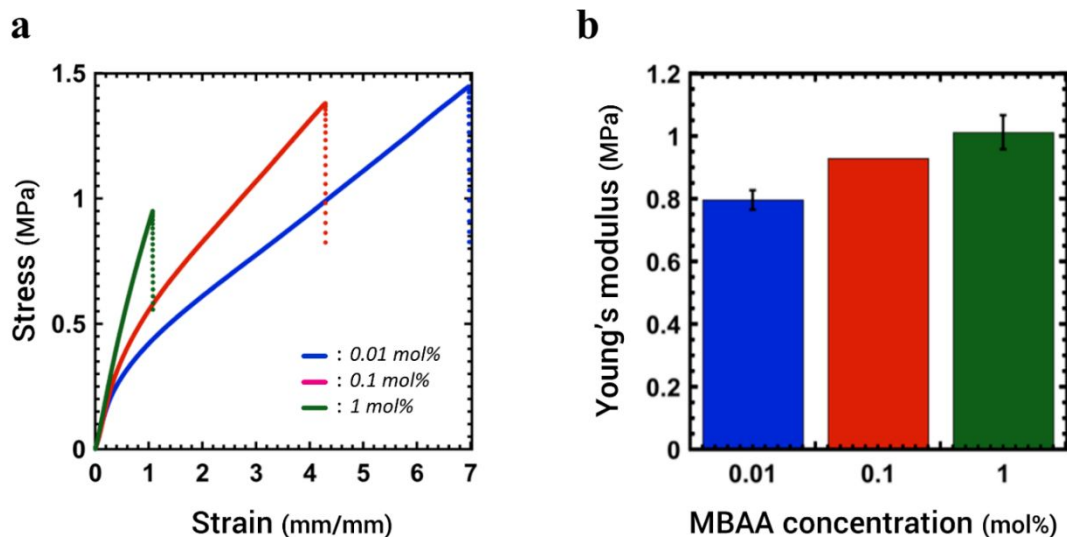 a
1.5
1
0.5
0
Stress (MPa)
: 0.01 mol%
: 0.1 mol%
: 1 mol%
0 1 2 3 4 5 6 7
Strain (mm/mm)
b
1.2
1
0.8
0.6
0.4
0.2
0
Young's modulus (MPa)
0.01 0.1 1
MBAA concentration (mol%)